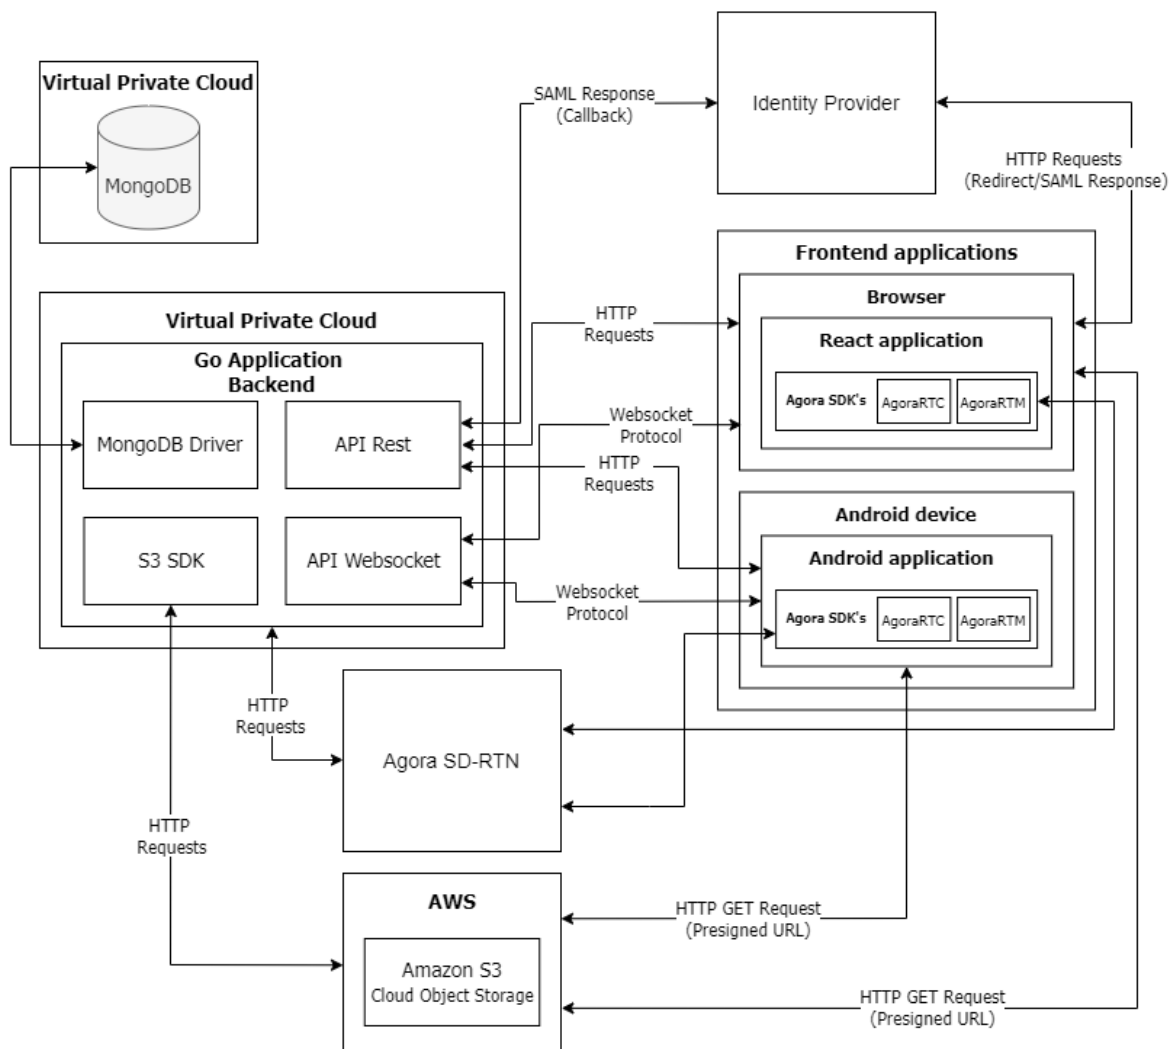 Virtual Private Cloud
MongoDB
SAML Response
(Callback)
Identity Provider
HTTP Requests
(Redirect/SAML Response)
Virtual Private Cloud
Go Application
Backend
MongoDB Driver
API Rest
S3 SDK
API Websocket
HTTP
Requests
Websocket
Protocol
HTTP
Requests
Websocket
Protocol
Frontend applications
Browser
React application
Agora SDK's
AgoraRTC
AgoraRTM
Android device
Android application
Agora SDK's
AgoraRTC
AgoraRTM
HTTP
Requests
Agora SD-RTN
HTTP
Requests
AWS
Amazon S3
Cloud Object Storage
HTTP GET Request
(Presigned URL)
HTTP GET Request
(Presigned URL)